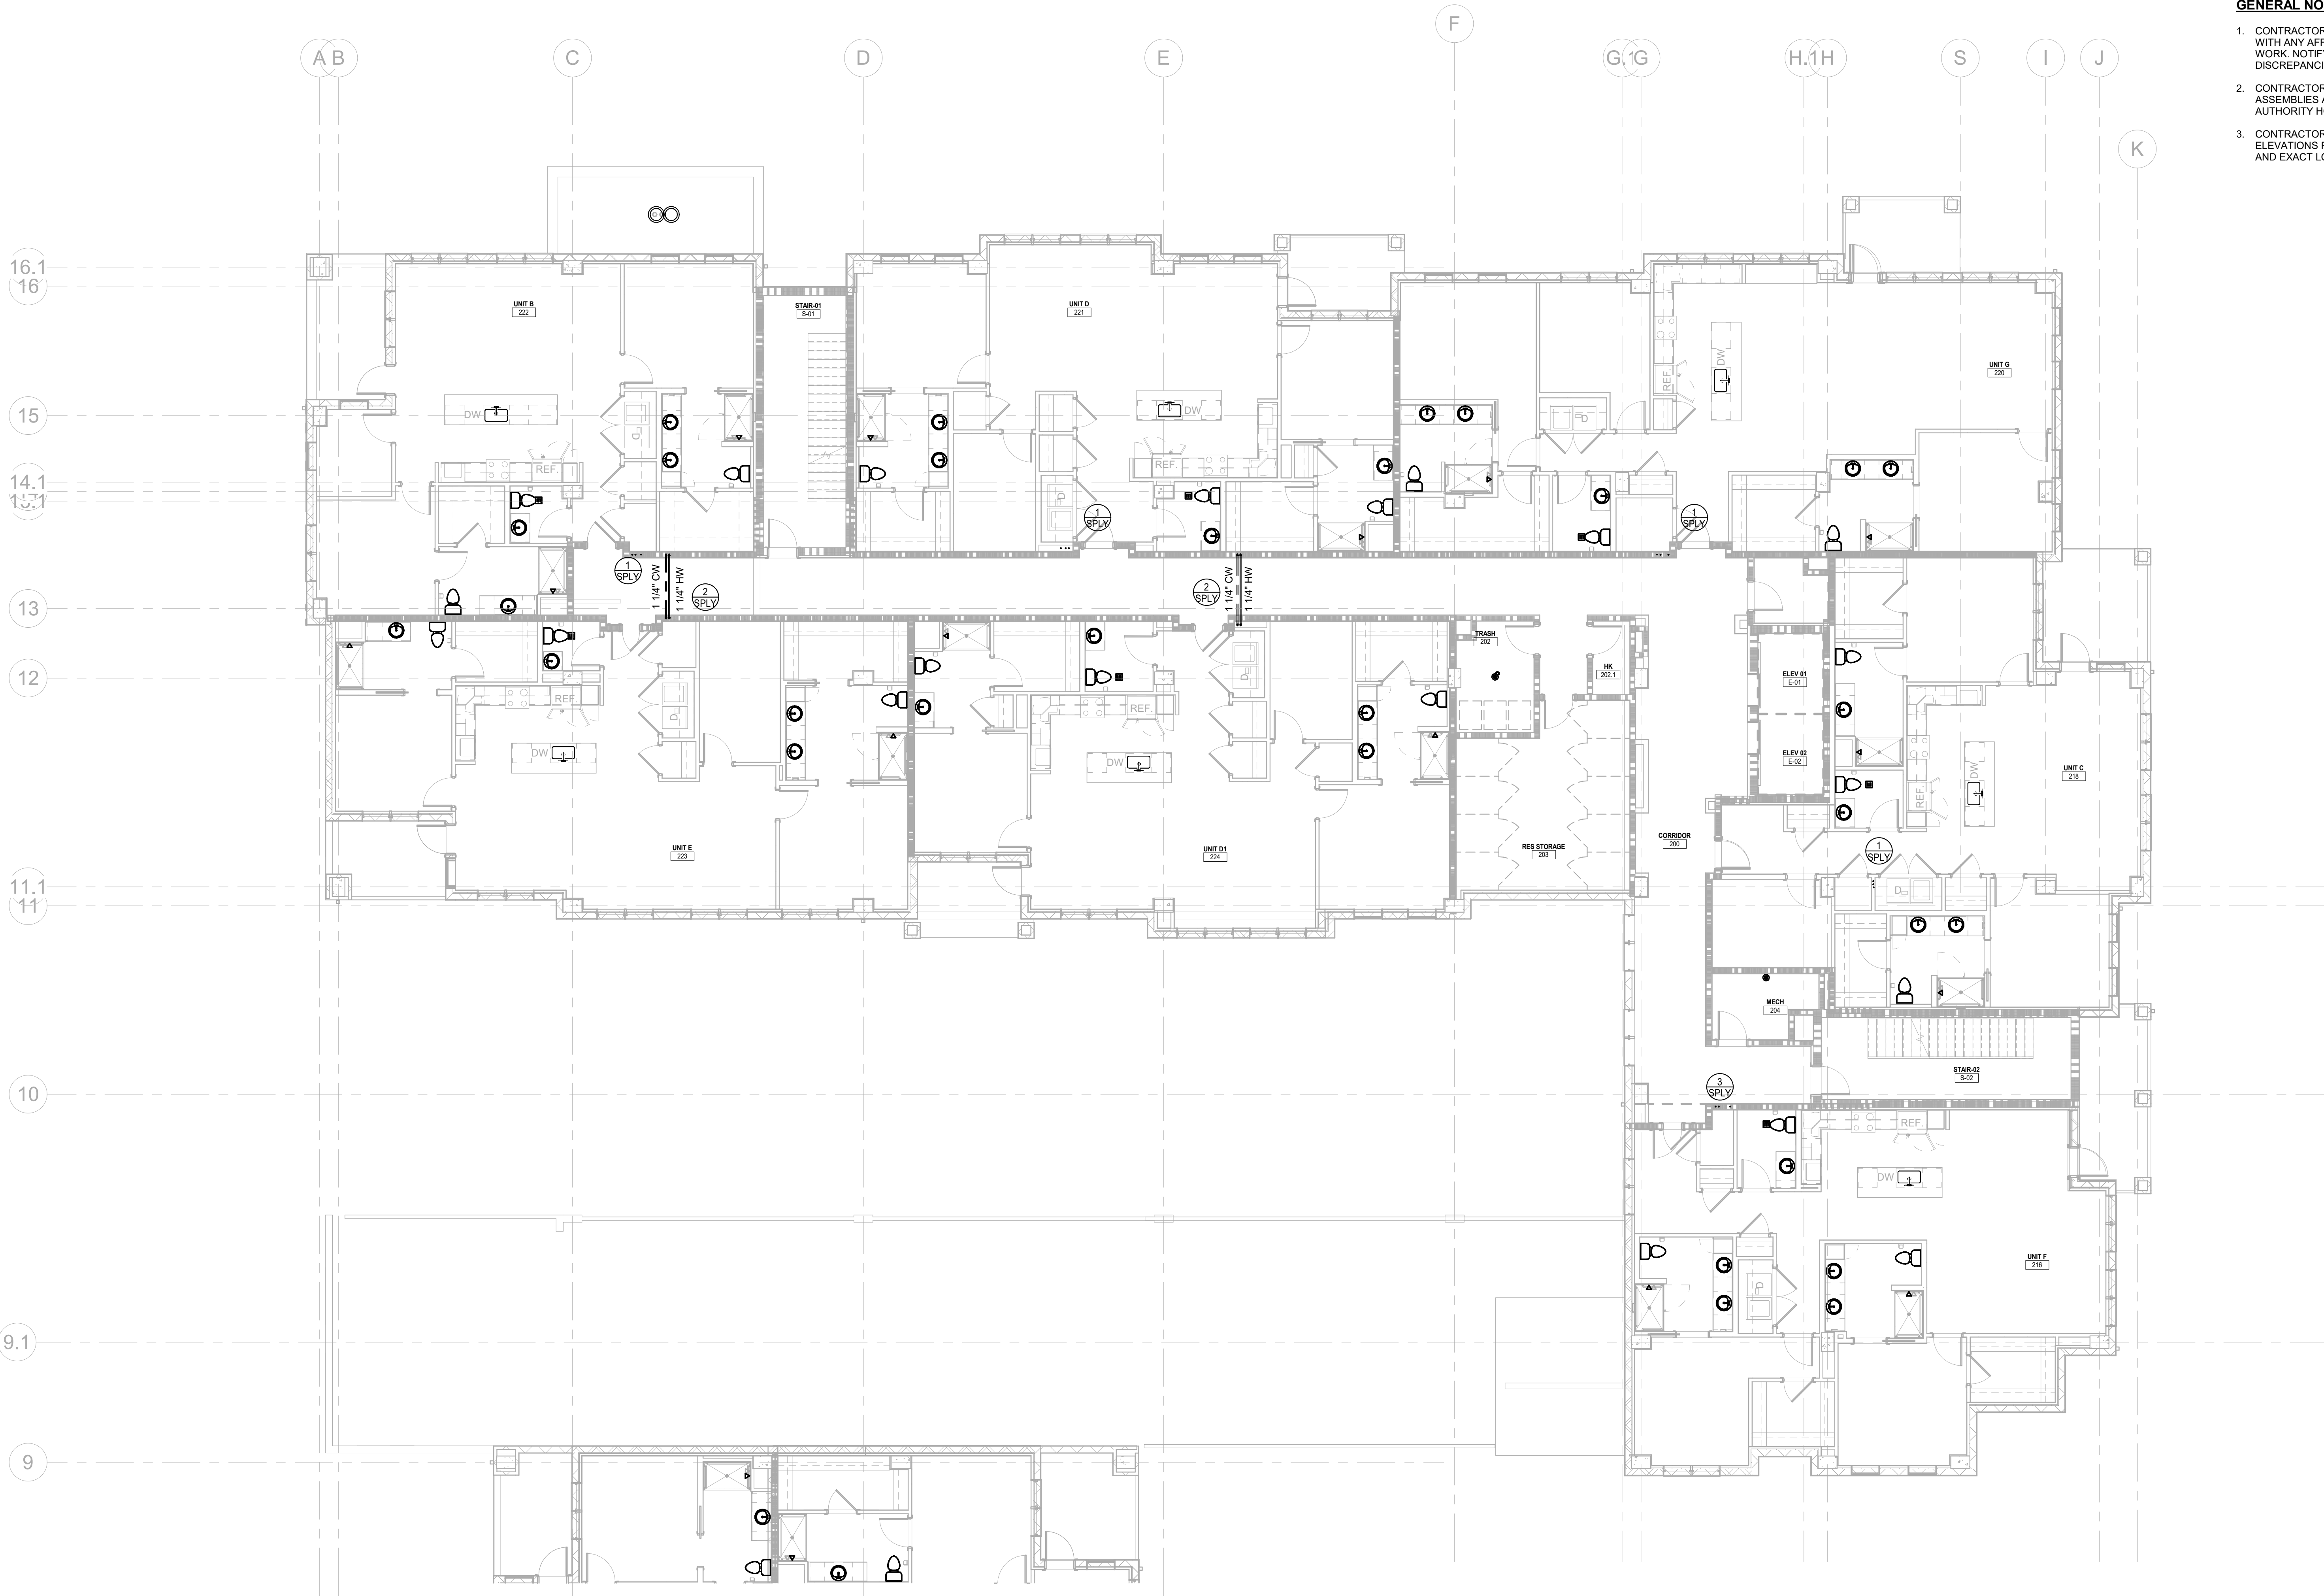 GENERAL NO
1. CONTRACTOR
WITH ANY AFF
WORK. NOTIFY
DISCREPANCI
2. CONTRACTOR
ASSEMBLIES A
AUTHORITY H
3. CONTRACTOR
ELEVATIONS F
AND EXACT LO
A B C D E F G.1 G H.1 H S I J K
16.1
16
UNIT B
222
STAIR-01
S-01
UNIT D
221
UNIT G
220
DW
REF.
15
DW
D
DW
D
REF.
REF.
14.1
D
1
SPLY
1
SPLY
1
SPLY
1 1/4" CW
1 1/4" HW
2
SPLY
2
SPLY
1 1/4" CW
1 1/4" HW
13
TRASH
202
HK
202.1
12
ELEV 01
E-01
REF.
D
REF.
D
DW
DW
ELEV 02
E-02
UNIT C
218
DW
REF.
UNIT E
223
UNIT D1
224
RES STORAGE
203
CORRIDOR
200
1
SPLY
11.1
11
D
MECH
204
STAIR-02
S-02
10
3
SPLY
REF.
DW
UNIT F
216
D
9.1
9